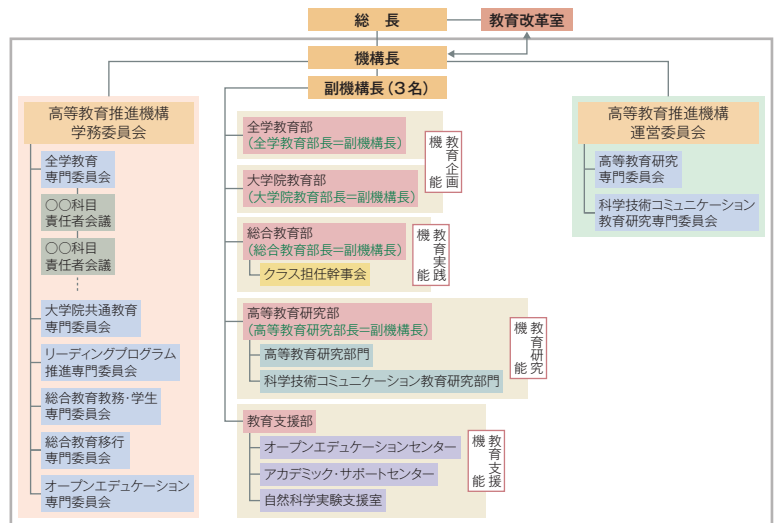 総　長
教育改革室
機構長
副機構長（3名）
高等教育推進機構
学務委員会
全学教育
専門委員会
〇〇科目
責任者会議
〇〇科目
責任者会議
大学院共通教育
専門委員会
リーディングプログラム
推進専門委員会
総合教育教務・学生
専門委員会
総合教育移行
専門委員会
オープンエデュケーション
専門委員会
全学教育部
（全学教育部長＝副機構長）
大学院教育部
（大学院教育部長＝副機構長）
教育企画
機能
総合教育部
（総合教育部長＝副機構長）
クラス担任幹事会
教育実践
機能
高等教育研究部
（高等教育研究部長＝副機構長）
高等教育研究部門
科学技術コミュニケーション教育研究部門
教育研究
機能
教育支援部
オープンエデュケーションセンター
アカデミック・サポートセンター
自然科学実験支援室
教育支援
機能
高等教育推進機構
運営委員会
高等教育研究
専門委員会
科学技術コミュニケーション
教育研究専門委員会